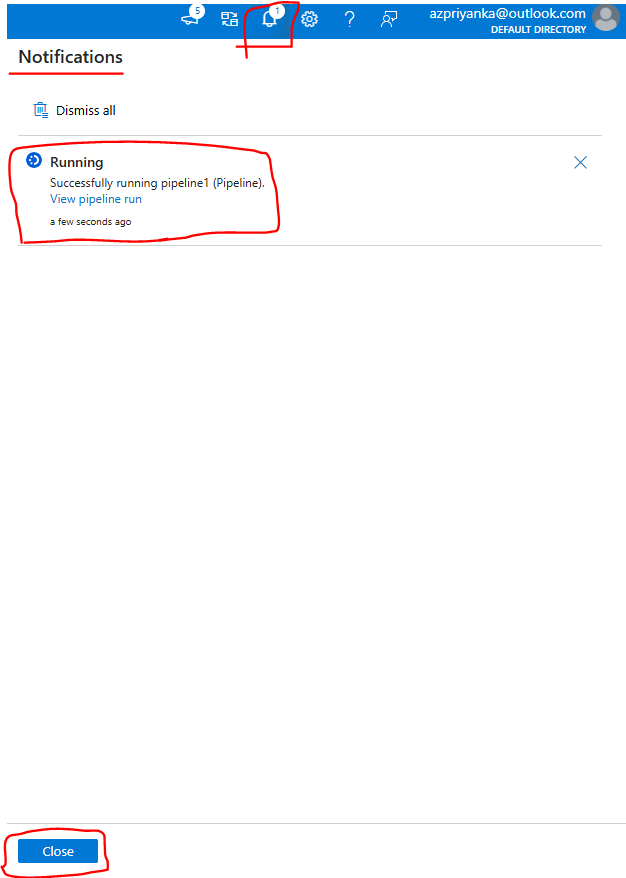 5
1
?
azpriyanka@outlook.com
DEFAULT DIRECTORY
Notifications
Dismiss all
Running
Successfully running pipeline1 (Pipeline).
View pipeline run
a few seconds ago
Close